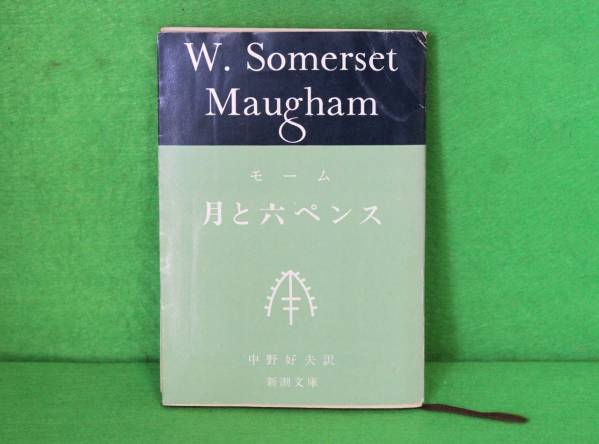 W. Somerset
Maugham
モーム
月と六ペンス
中野好夫訳
新潮文庫